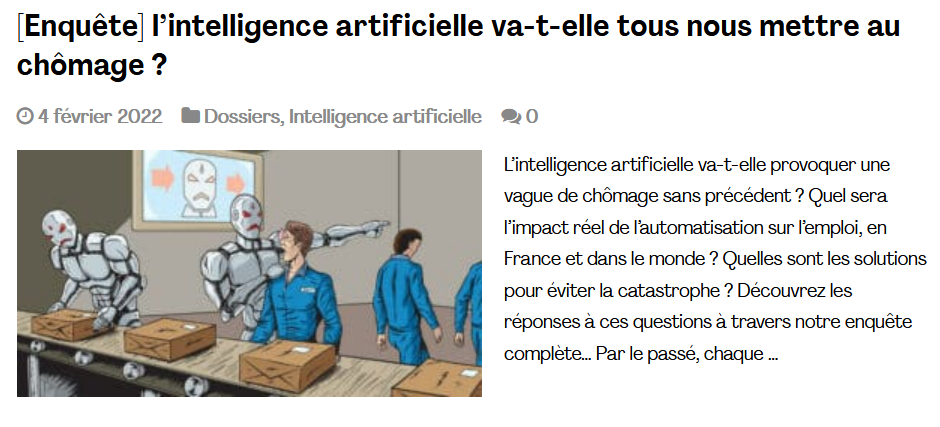 [Enquête] l’intelligence artificielle va-t-elle tous nous mettre au
chômage ?
4 février 2022 Dossiers, Intelligence artificielle 0
L’intelligence artificielle va-t-elle provoquer une
vague de chômage sans précédent ? Quel sera
l’impact réel de l’automatisation sur l’emploi, en
France et dans le monde ? Quelles sont les solutions
pour éviter la catastrophe ? Découvrez les
réponses à ces questions à travers notre enquête
complète... Par le passé, chaque ...